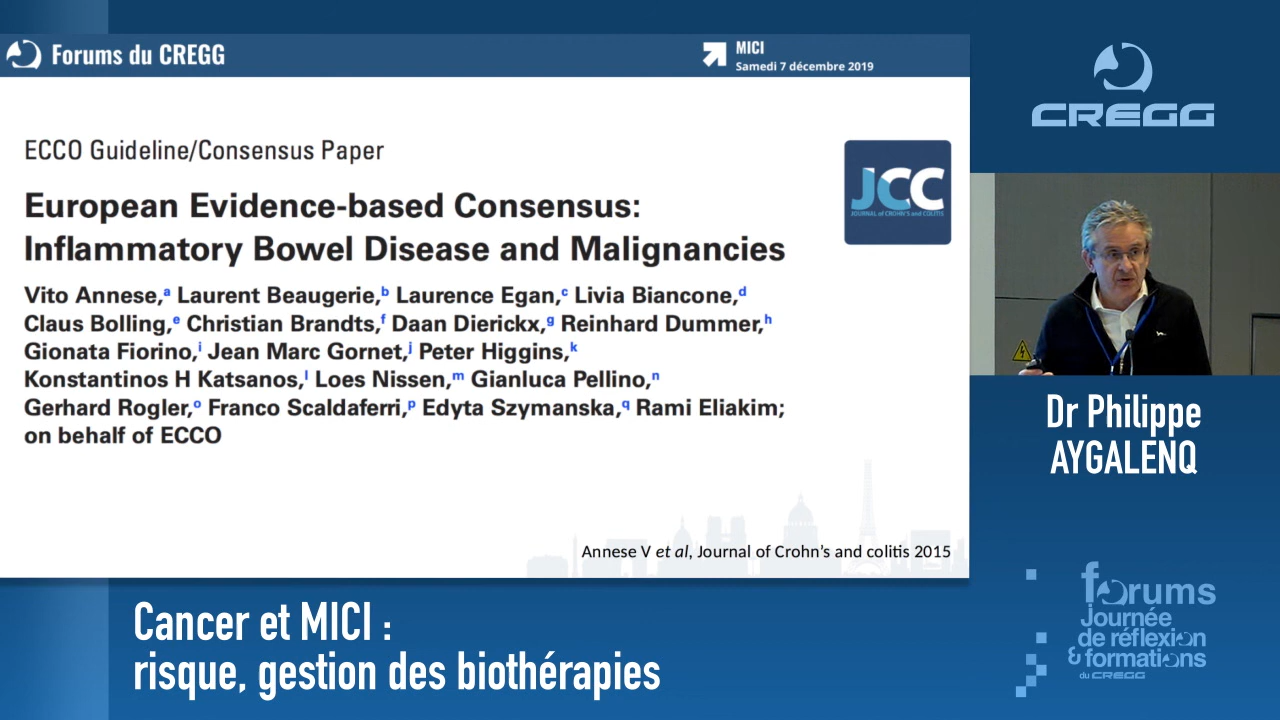 Forums du CREGG
MICI
Samedi 7 décembre 2019
ECCO Guideline/Consensus Paper
JCC
JOURNAL of CROHN'S and COLITIS
European Evidence-based Consensus:
Inflammatory Bowel Disease and Malignancies
Vito Annese,a Laurent Beaugerie,b Laurence Egan,c Livia Biancone,d
Claus Bolling,e Christian Brandts,f Daan Dierickx,g Reinhard Dummer,h
Gionata Fiorino,i Jean Marc Gornet,j Peter Higgins,k
Konstantinos H Katsanos,l Loes Nissen,m Gianluca Pellino,n
Gerhard Rogler,o Franco Scaldaferri,p Edyta Szymanska,q Rami Eliakim;
on behalf of ECCO
Annese V et al, Journal of Crohn's and colitis 2015
CREGG
Dr Philippe
AYGALENQ
Cancer et MICI :
risque, gestion des biothérapies
forums
Journée
de réflexion
& formations
du CREGG